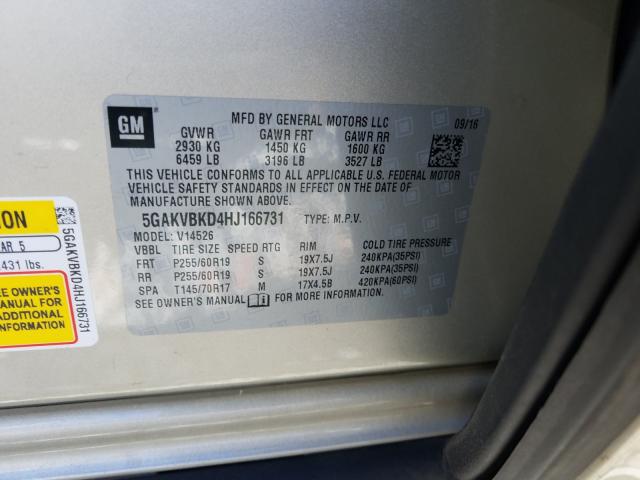 GM
MFD BY GENERAL MOTORS LLC
09/16
GVWR GAWR FRT GAWR RR
2930 KG 1450 KG 1600 KG
6459 LB 3196 LB 3527 LB
THIS VEHICLE CONFORMS TO ALL APPLICABLE U.S. FEDERAL MOTOR
VEHICLE SAFETY STANDARDS IN EFFECT ON THE DATE OF
MANUFACTURE SHOWN ABOVE.
5GAKVBKD4HJ166731 TYPE: M.P.V.
MODEL: V14526
VBBL TIRE SIZE SPEED RTG RIM COLD TIRE PRESSURE
FRT P255/60R19 S 19X7.5J 240KPA(35PSI)
RR P255/60R19 S 19X7.5J 240KPA(35PSI)
SPA T145/70R17 M 17X4.5B 420KPA(60PSI)
SEE OWNER'S MANUAL FOR MORE INFORMATION.
ION
AR 5
431 lbs.
OWNER'S
MANUAL FOR
ADDITIONAL
INFORMATION
5GAKVBKD4HJ166731